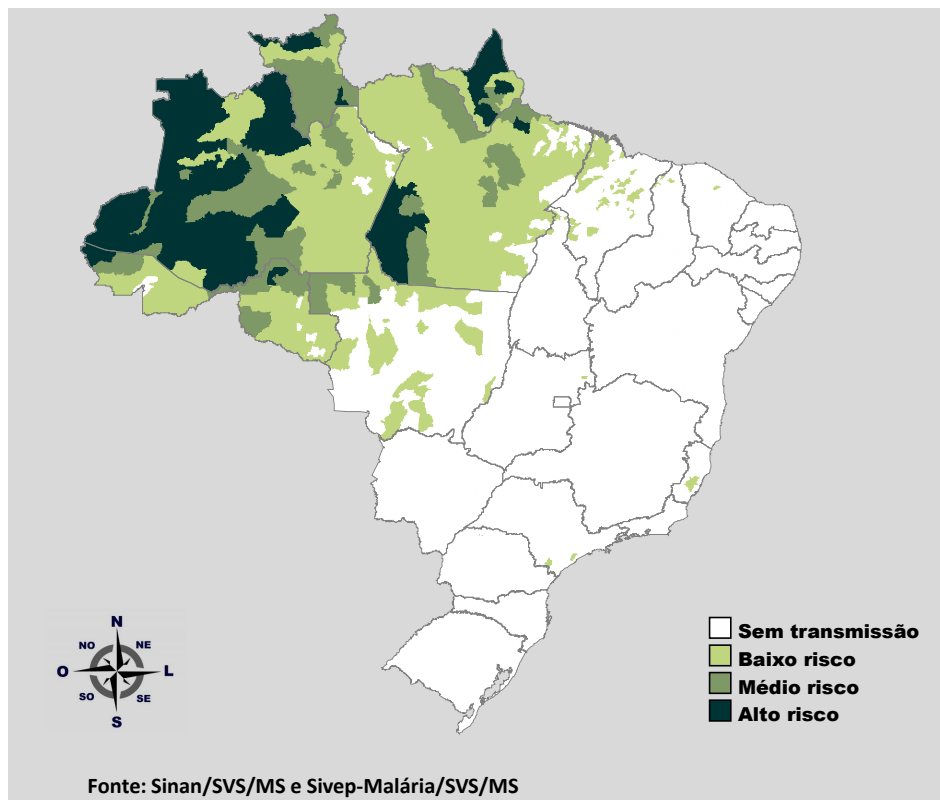 N
NO
NE
O
L
SO
SE
S
Sem transmissão
Baixo risco
Médio risco
Alto risco
Fonte: Sinan/SVS/MS e Sivep-Malária/SVS/MS